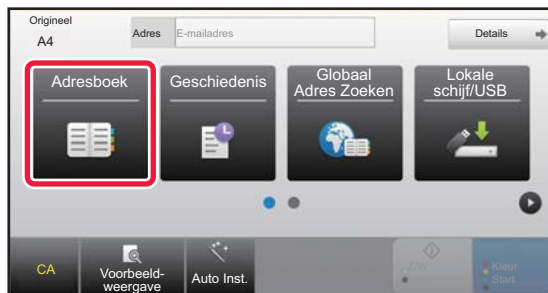 Origineel
A4
Adres
E-mailadres
Details
Adresboek
Geschiedenis
Globaal
Adres Zoeken
Lokale
schijf/USB
CA
Voorbeeld-
weergave
Auto Inst.
Z/W
Start
Kleur
Start